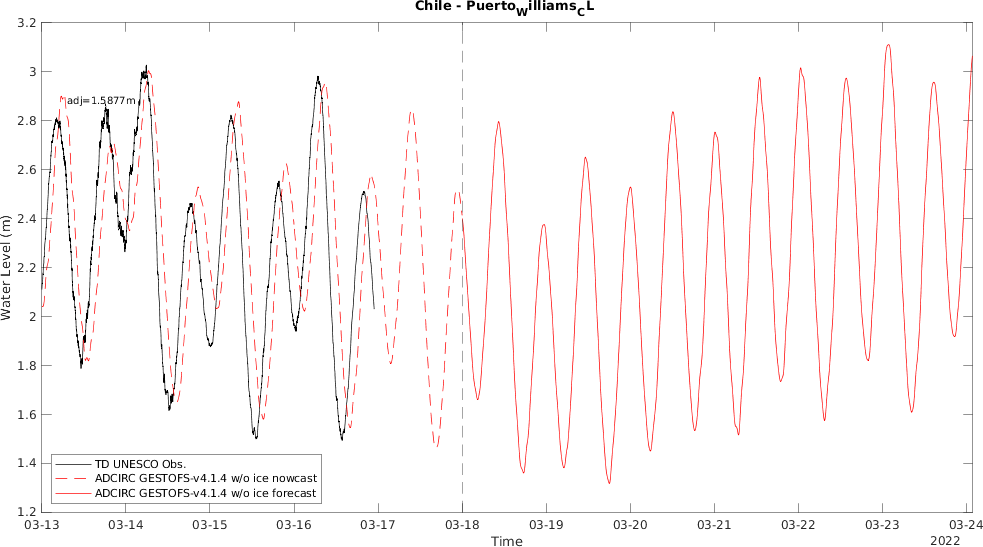 Chile - PuertoWilliamsCL
3.2
3
2.8
2.6
2.4
2.2
2
1.8
1.6
1.4
1.2
Water Level (m)
adj=1.5877m
TD UNESCO Obs.
ADCIRC GESTOFS-v4.1.4 w/o ice nowcast
ADCIRC GESTOFS-v4.1.4 w/o ice forecast
03-13 03-14 03-15 03-16 03-17 03-18 03-19 03-20 03-21 03-22 03-23 03-24
Time
2022